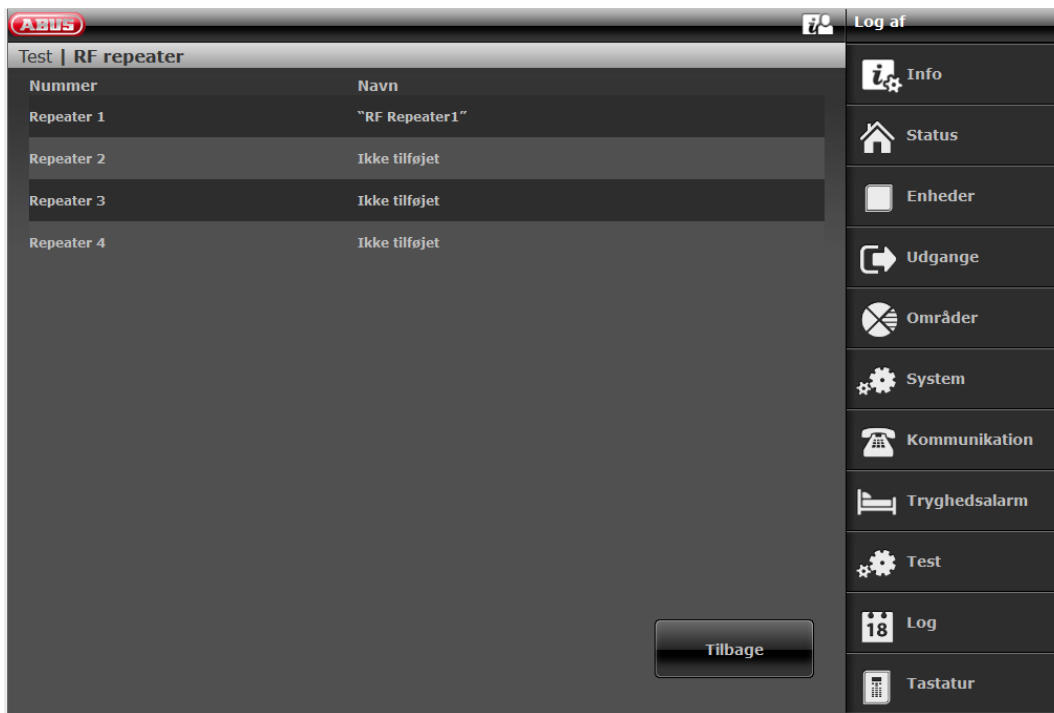 ABUS
Log af
Test | RF repeater
Nummer Navn
Repeater 1 "RF Repeater1"
Repeater 2 Ikke tilføjet
Repeater 3 Ikke tilføjet
Repeater 4 Ikke tilføjet
Tilbage
Info
Status
Enheder
Udgange
Områder
System
Kommunikation
Tryghedsalarm
Test
18 Log
Tastatur